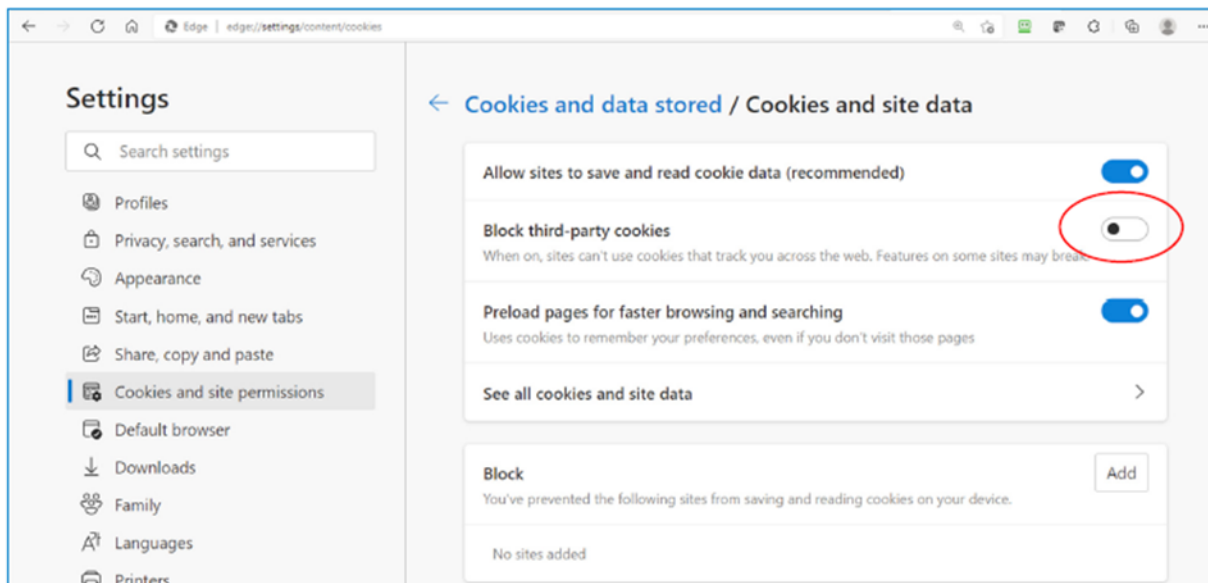 Edge | edge://settings/content/cookies
Settings
Search settings
Profiles
Privacy, search, and services
Appearance
Start, home, and new tabs
Share, copy and paste
Cookies and site permissions
Default browser
Downloads
Family
Languages
Printers
Cookies and data stored / Cookies and site data
Allow sites to save and read cookie data (recommended)
Block third-party cookies
When on, sites can't use cookies that track you across the web. Features on some sites may break.
Preload pages for faster browsing and searching
Uses cookies to remember your preferences, even if you don't visit those pages
See all cookies and site data
Block
Add
You've prevented the following sites from saving and reading cookies on your device.
No sites added